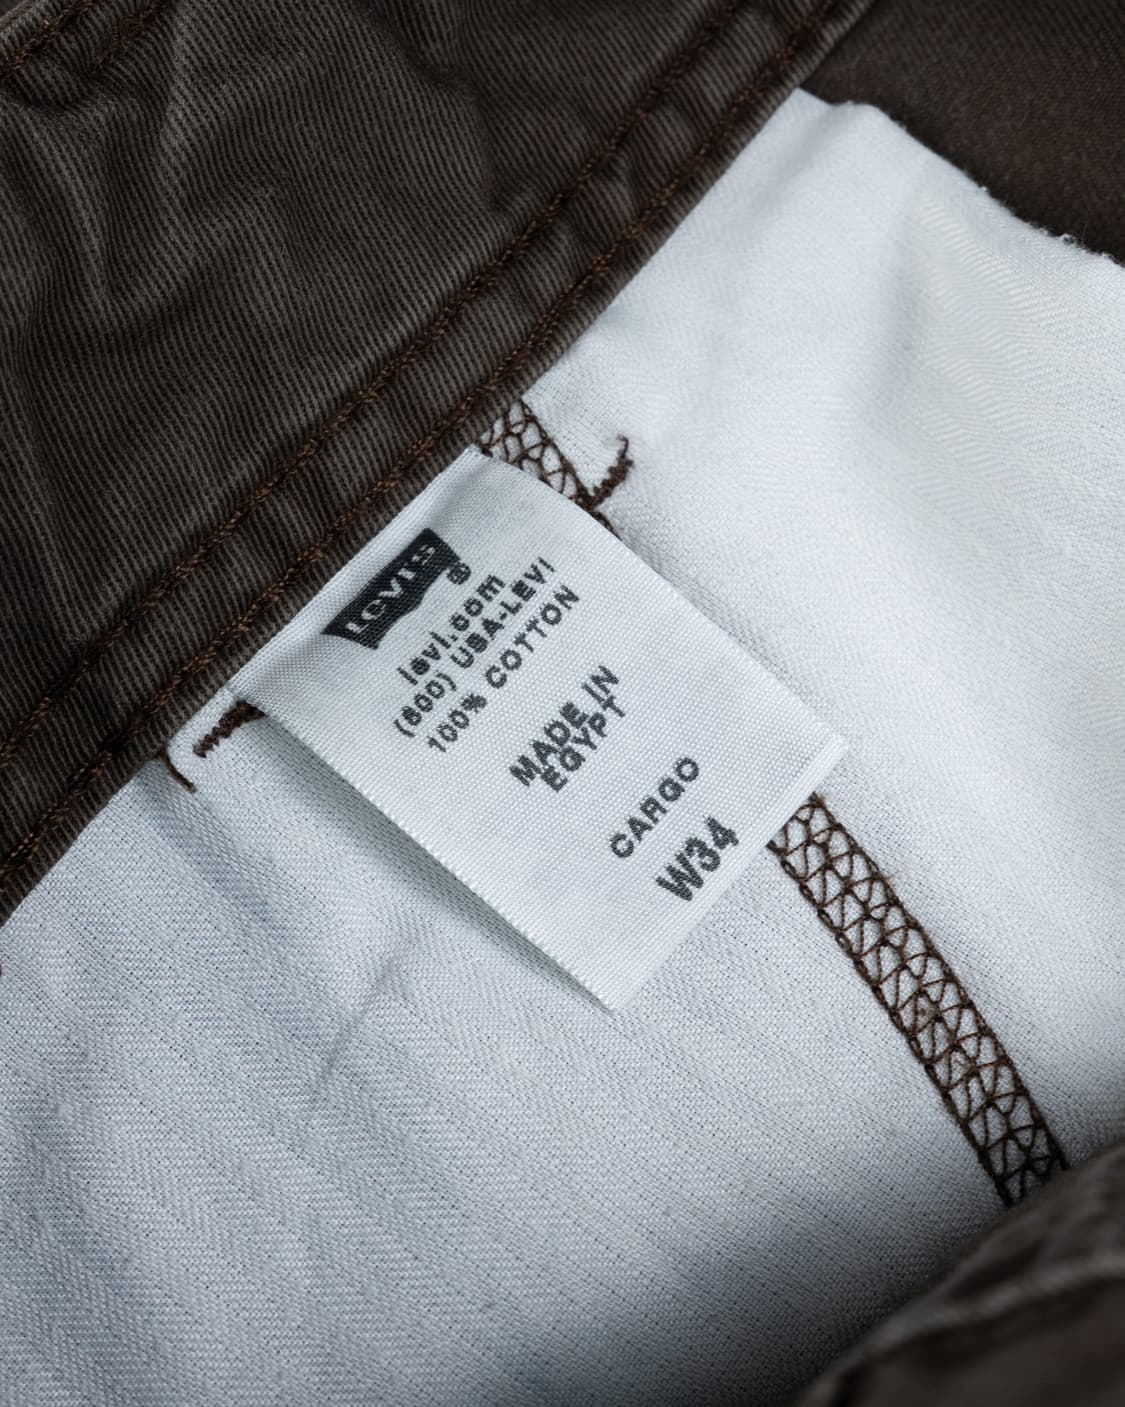 Levi's®
levi.com
(800) USA-LEVI
100% COTTON
MADE IN
EGYPT
CARGO
W34